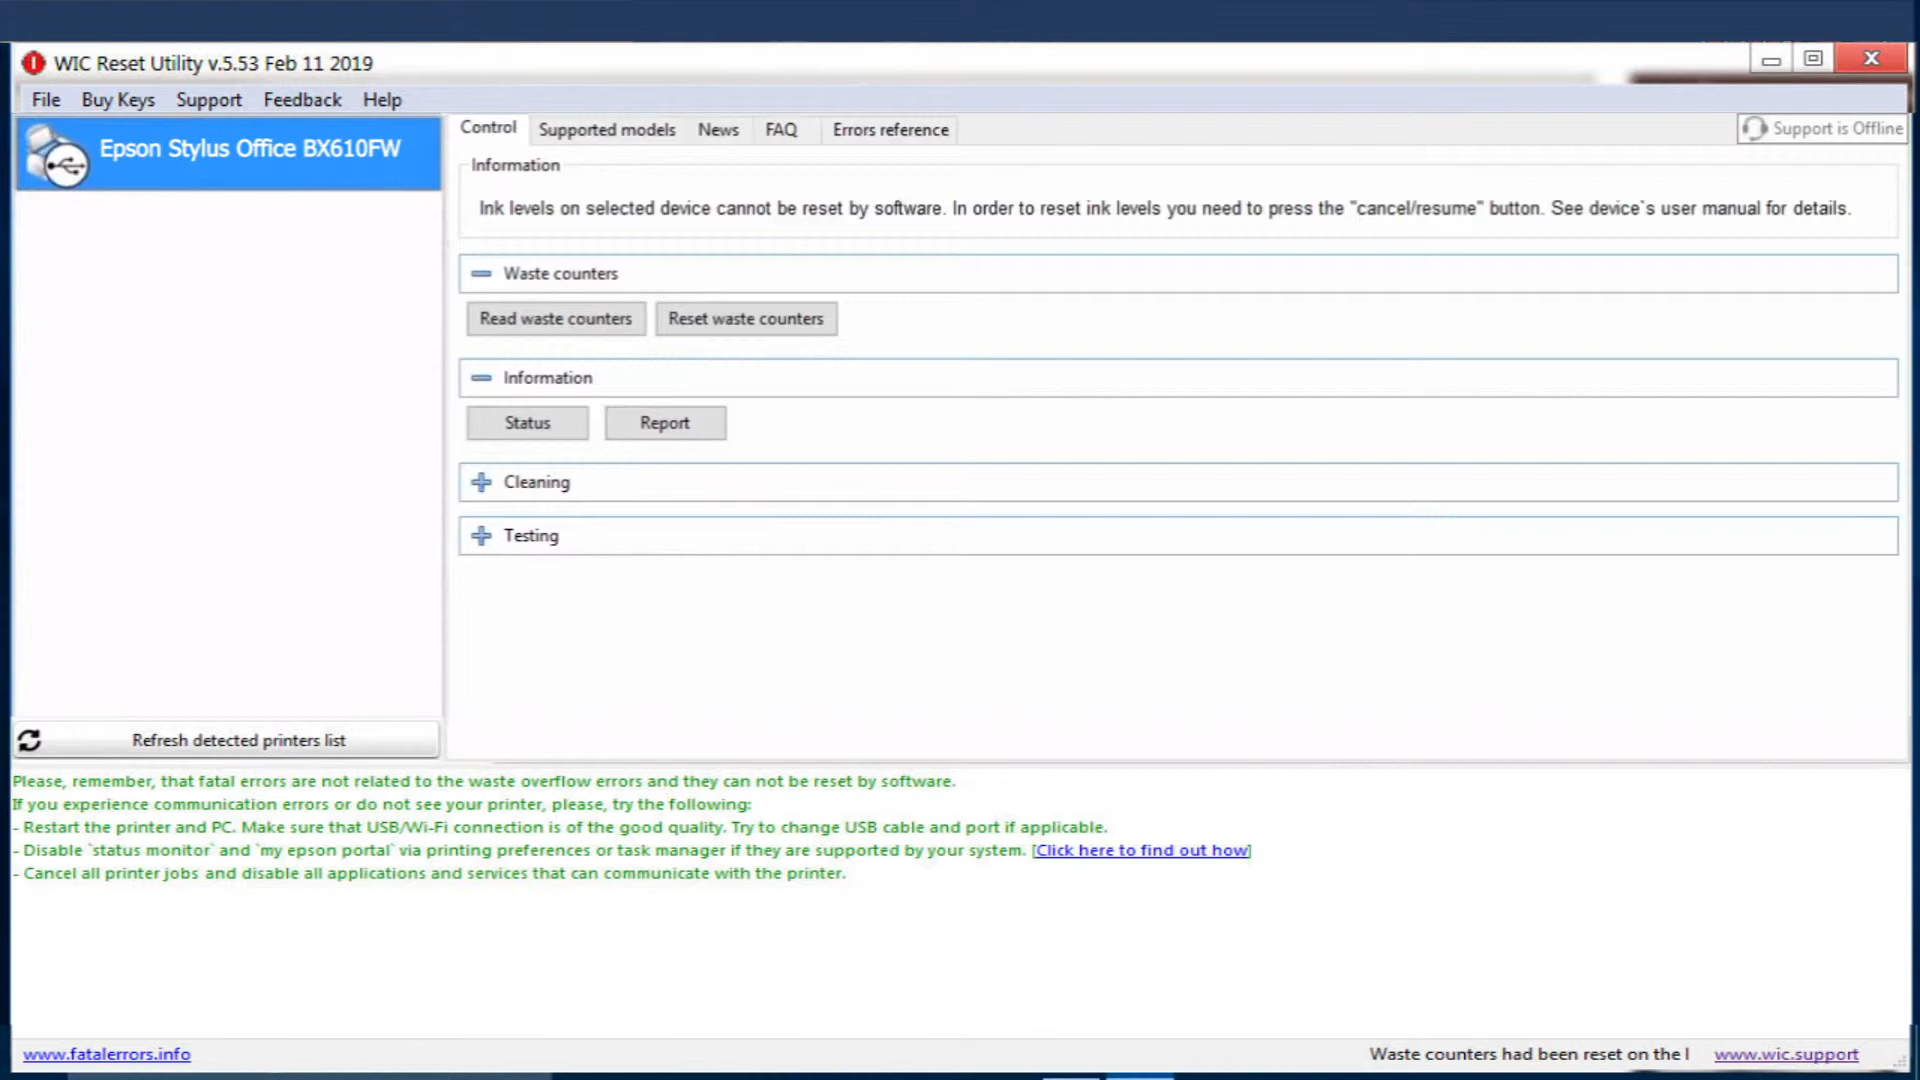 WIC Reset Utility v.5.53 Feb 11 2019
File Buy Keys Support Feedback Help
Epson Stylus Office BX610FW
Control Supported models News FAQ Errors reference
Support is Offline
Information
Ink levels on selected device cannot be reset by software. In order to reset ink levels you need to press the "cancel/resume" button. See device`s user manual for details.
Waste counters
Read waste counters Reset waste counters
Information
Status Report
Cleaning
Testing
Refresh detected printers list
Please, remember, that fatal errors are not related to the waste overflow errors and they can not be reset by software.
If you experience communication errors or do not see your printer, please, try the following:
- Restart the printer and PC. Make sure that USB/Wi-Fi connection is of the good quality. Try to change USB cable and port if applicable.
- Disable `status monitor` and `my epson portal` via printing preferences or task manager if they are supported by your system. [Click here to find out how]
- Cancel all printer jobs and disable all applications and services that can communicate with the printer.
www.fatalerrors.info
Waste counters had been reset on the
www.wic.support